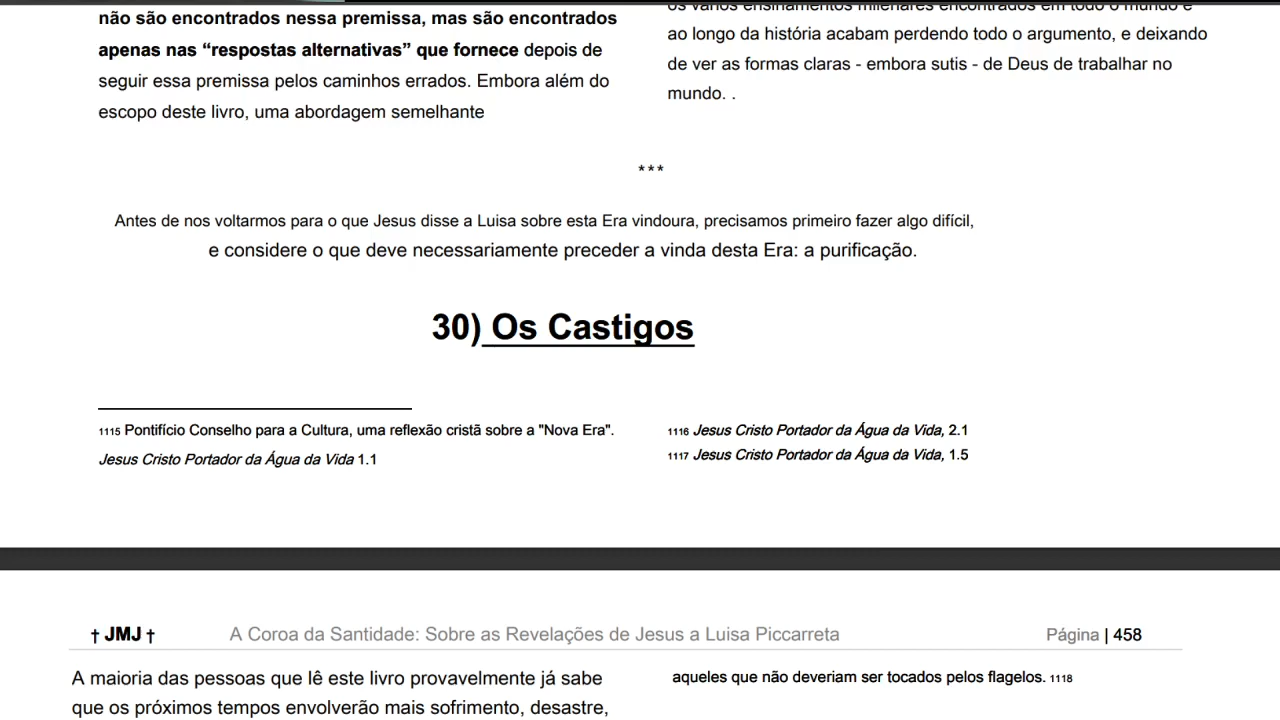 não são encontrados nessa premissa, mas são encontrados
apenas nas “respostas alternativas” que fornece depois de
seguir essa premissa pelos caminhos errados. Embora além do
escopo deste livro, uma abordagem semelhante
os vários ensinamentos milenares encontrados em todo o mundo e
ao longo da história acabam perdendo todo o argumento, e deixando
de ver as formas claras - embora sutis - de Deus de trabalhar no
mundo. .
***
Antes de nos voltarmos para o que Jesus disse a Luisa sobre esta Era vindoura, precisamos primeiro fazer algo difícil,
e considere o que deve necessariamente preceder a vinda desta Era: a purificação.
30) Os Castigos
1115 Pontifício Conselho para a Cultura, uma reflexão cristã sobre a "Nova Era".
Jesus Cristo Portador da Água da Vida 1.1
1116 Jesus Cristo Portador da Água da Vida, 2.1
1117 Jesus Cristo Portador da Água da Vida, 1.5
† JMJ † A Coroa da Santidade: Sobre as Revelações de Jesus a Luisa Piccarreta Página | 458
A maioria das pessoas que lê este livro provavelmente já sabe
que os próximos tempos envolverão mais sofrimento, desastre,
aqueles que não deveriam ser tocados pelos flagelos. 1118